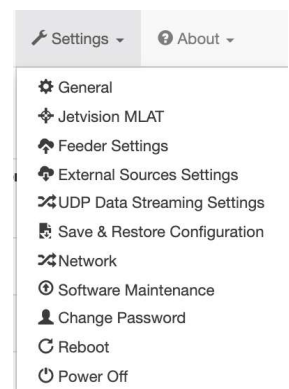 Settings About
General
Jetvision MLAT
Feeder Settings
External Sources Settings
UDP Data Streaming Settings
Save & Restore Configuration
Network
Software Maintenance
Change Password
Reboot
Power Off